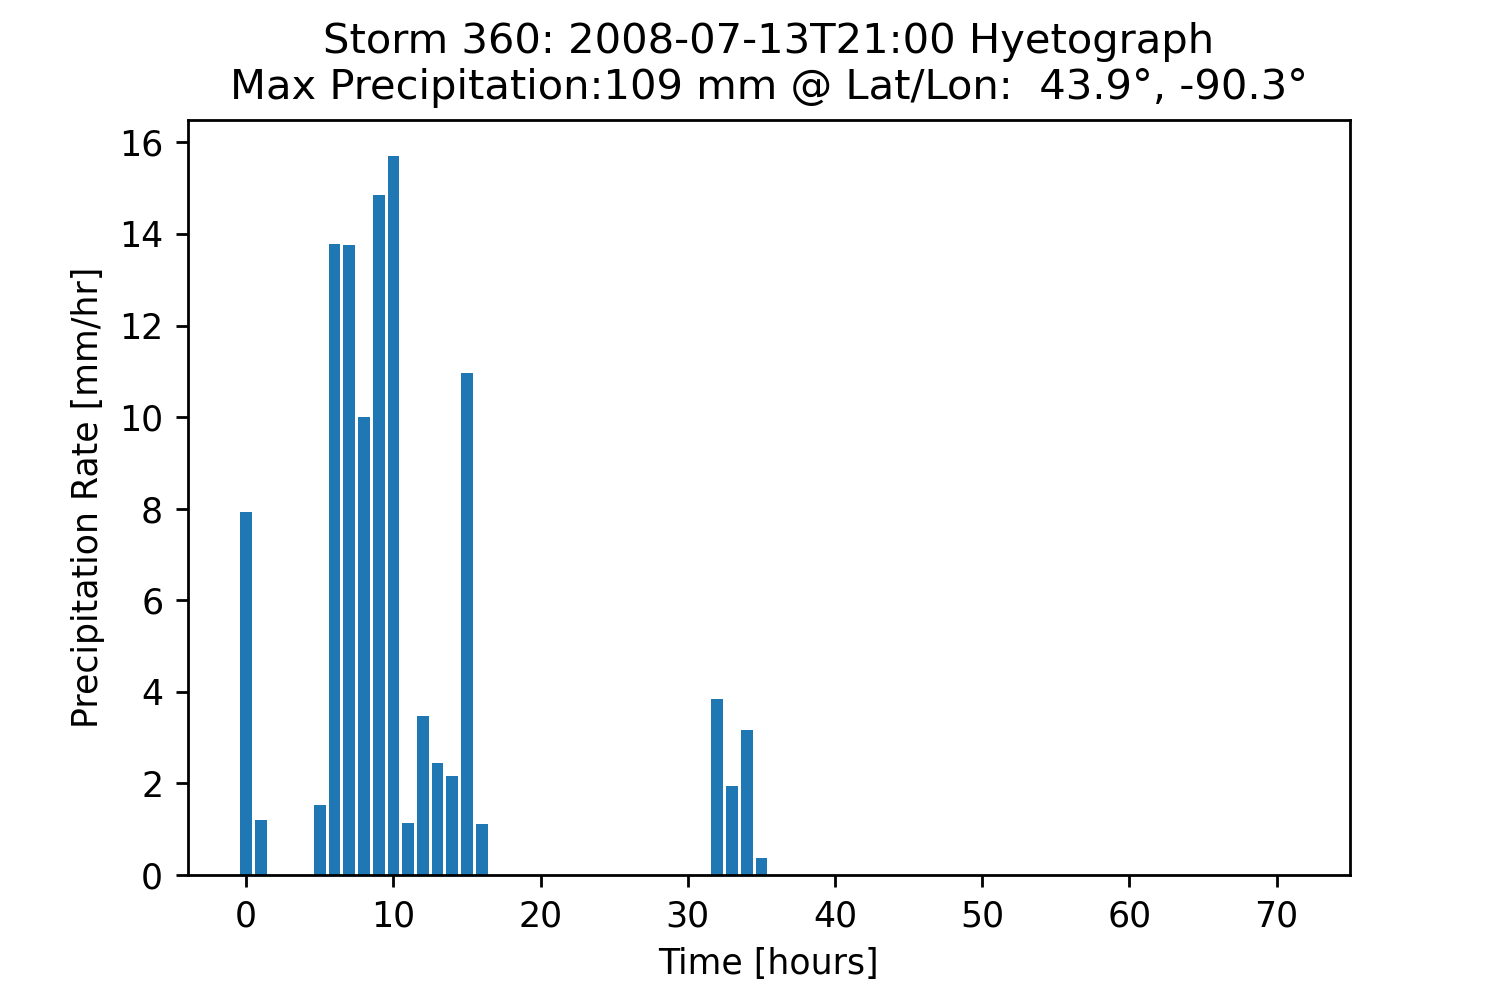 Storm 360: 2008-07-13T21:00 Hyetograph
Max Precipitation:109 mm @ Lat/Lon:  43.9°, -90.3°
16
14
12
10
8
6
4
2
0
Precipitation Rate [mm/hr]
0 10 20 30 40 50 60 70
Time [hours]